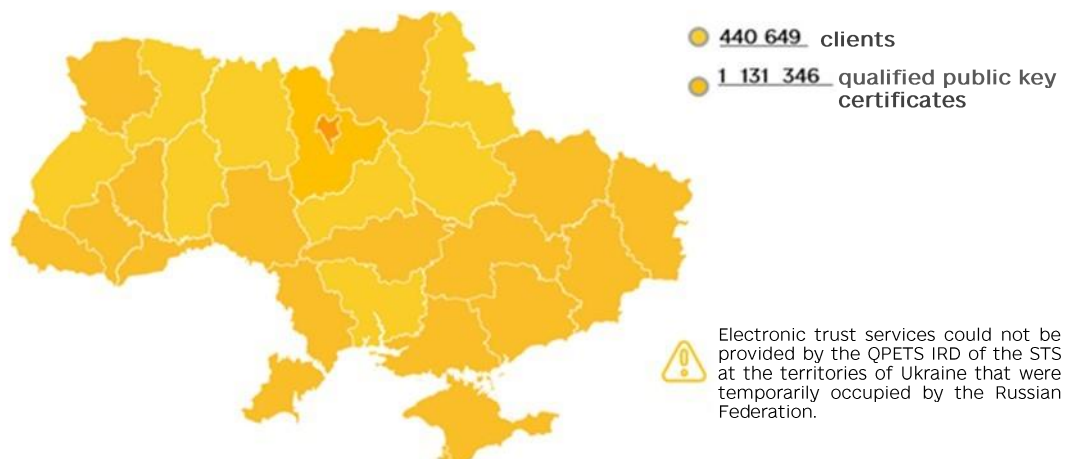 440 649 clients
1 131 346 qualified public key
certificates
Electronic trust services could not be
provided by the QPETS IRD of the STS
at the territories of Ukraine that were
temporarily occupied by the Russian
Federation.